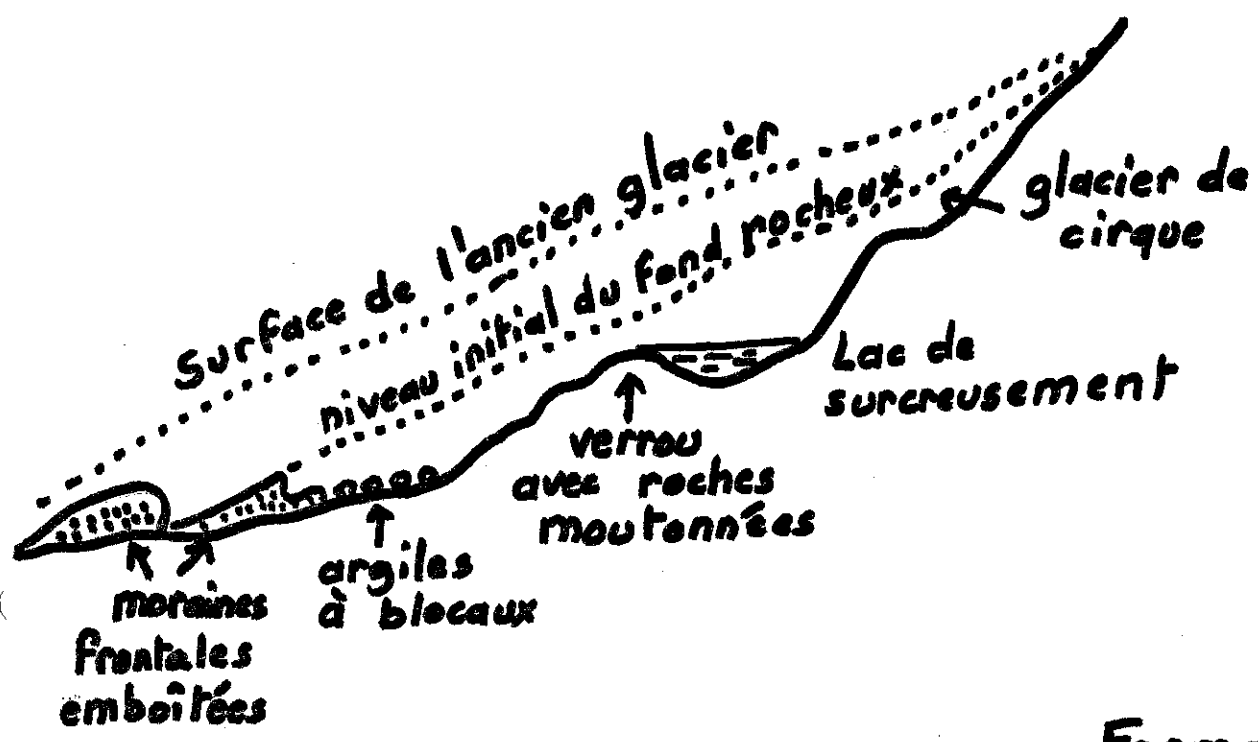 Surface de l'ancien glacier
niveau initial du fond rocheux
glacier de
cirque
Lac de
surcreusement
verrou
avec roches
moutonnées
argiles
à blocaux
moraines
frontales
emboîtées